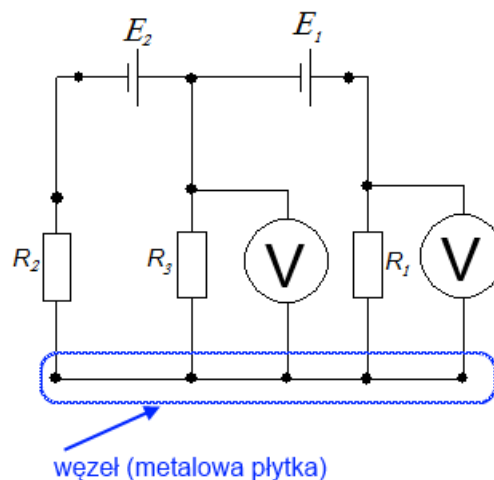 E₂ E₁
R₂ R₃ V R₁ V
węzeł (metalowa płytka)